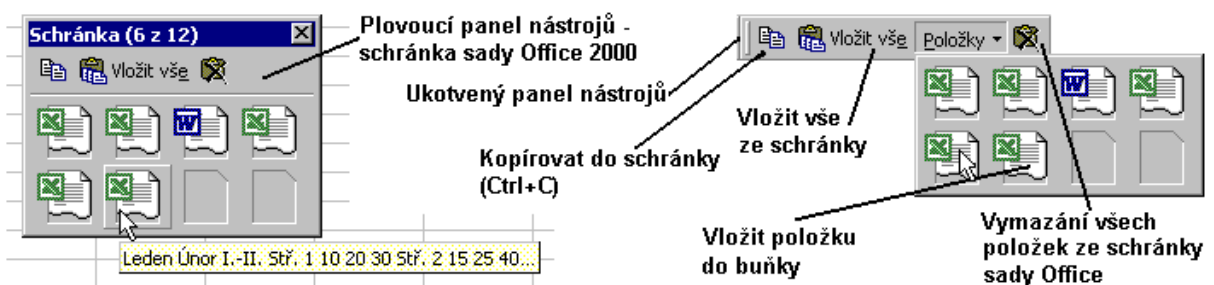 Schránka (6 z 12)
Vložit vše
Plovoucí panel nástrojů -
schránka sady Office 2000
Ukotvený panel nástrojů
Kopírovat do schránky
(Ctrl+C)
Leden Únor I.-II. Stř. 1 10 20 30 Stř. 2 15 25 40...
Vložit vše Položky
Vložit vše
ze schránky
Vložit položku
do buňky
Vymazání všech
položek ze schránky
sady Office